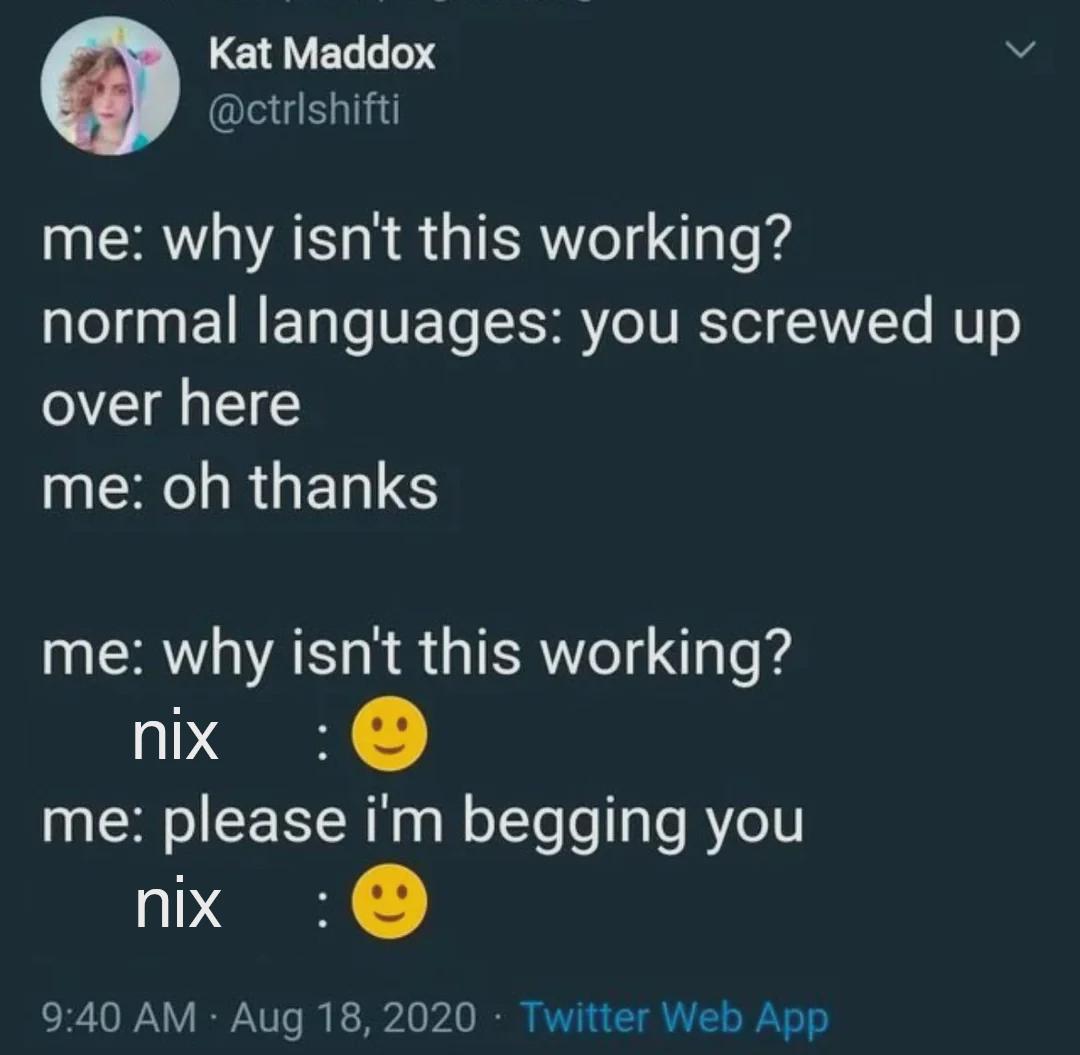 Kat Maddox
@ctrlshifti
me: why isn't this working?
normal languages: you screwed up
over here
me: oh thanks
me: why isn't this working?
nix : 🙂
me: please i'm begging you
nix : 🙂
9:40 AM · Aug 18, 2020 · Twitter Web App